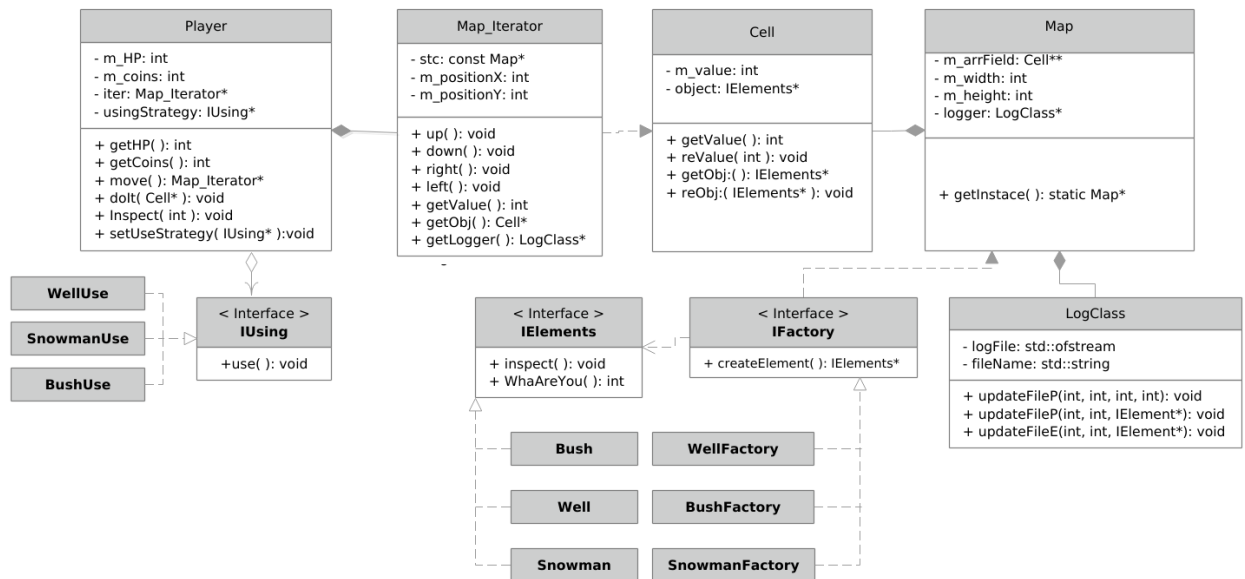 Player
- m_HP: int
- m_coins: int
- iter: Map_Iterator*
- usingStrategy: IUsing*
+ getHP( ): int
+ getCoins( ): int
+ move( ): Map_Iterator*
+ doIt( Cell* ): void
+ Inspect( int ): void
+ setUseStrategy( IUsing* ):void
Map_Iterator
- stc: const Map*
- m_positionX: int
- m_positionY: int
+ up( ): void
+ down( ): void
+ right( ): void
+ left( ): void
+ getValue( ): int
+ getObj( ): Cell*
+ getLogger( ): LogClass*
-
Cell
- m_value: int
- object: IElements*
+ getValue( ): int
+ reValue( int ): void
+ getObj:( ): IElements*
+ reObj:( IElements* ): void
Map
- m_arrField: Cell**
- m_width: int
- m_height: int
- logger: LogClass*
+ getInstace( ): static Map*
WellUse
SnowmanUse
BushUse
< Interface >
IUsing
+use( ): void
< Interface >
IElements
+ inspect( ): void
+ WhaAreYou( ): int
< Interface >
IFactory
+ createElement( ): IElements*
LogClass
- logFile: std::ofstream
- fileName: std::string
+ updateFileP(int, int, int, int): void
+ updateFileP(int, int, IElement*): void
+ updateFileE(int, int, IElement*): void
Bush
Well
Snowman
WellFactory
BushFactory
SnowmanFactory